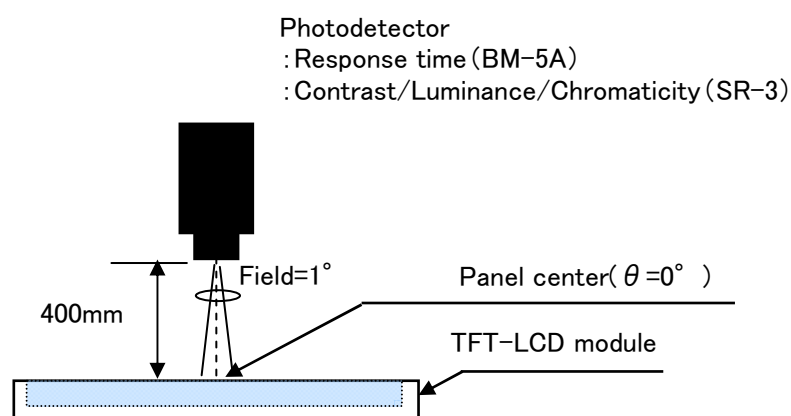 Photodetector
:Response time(BM-5A)
:Contrast/Luminance/Chromaticity(SR-3)
Field=1°
Panel center(θ=0° )
400mm
TFT-LCD module